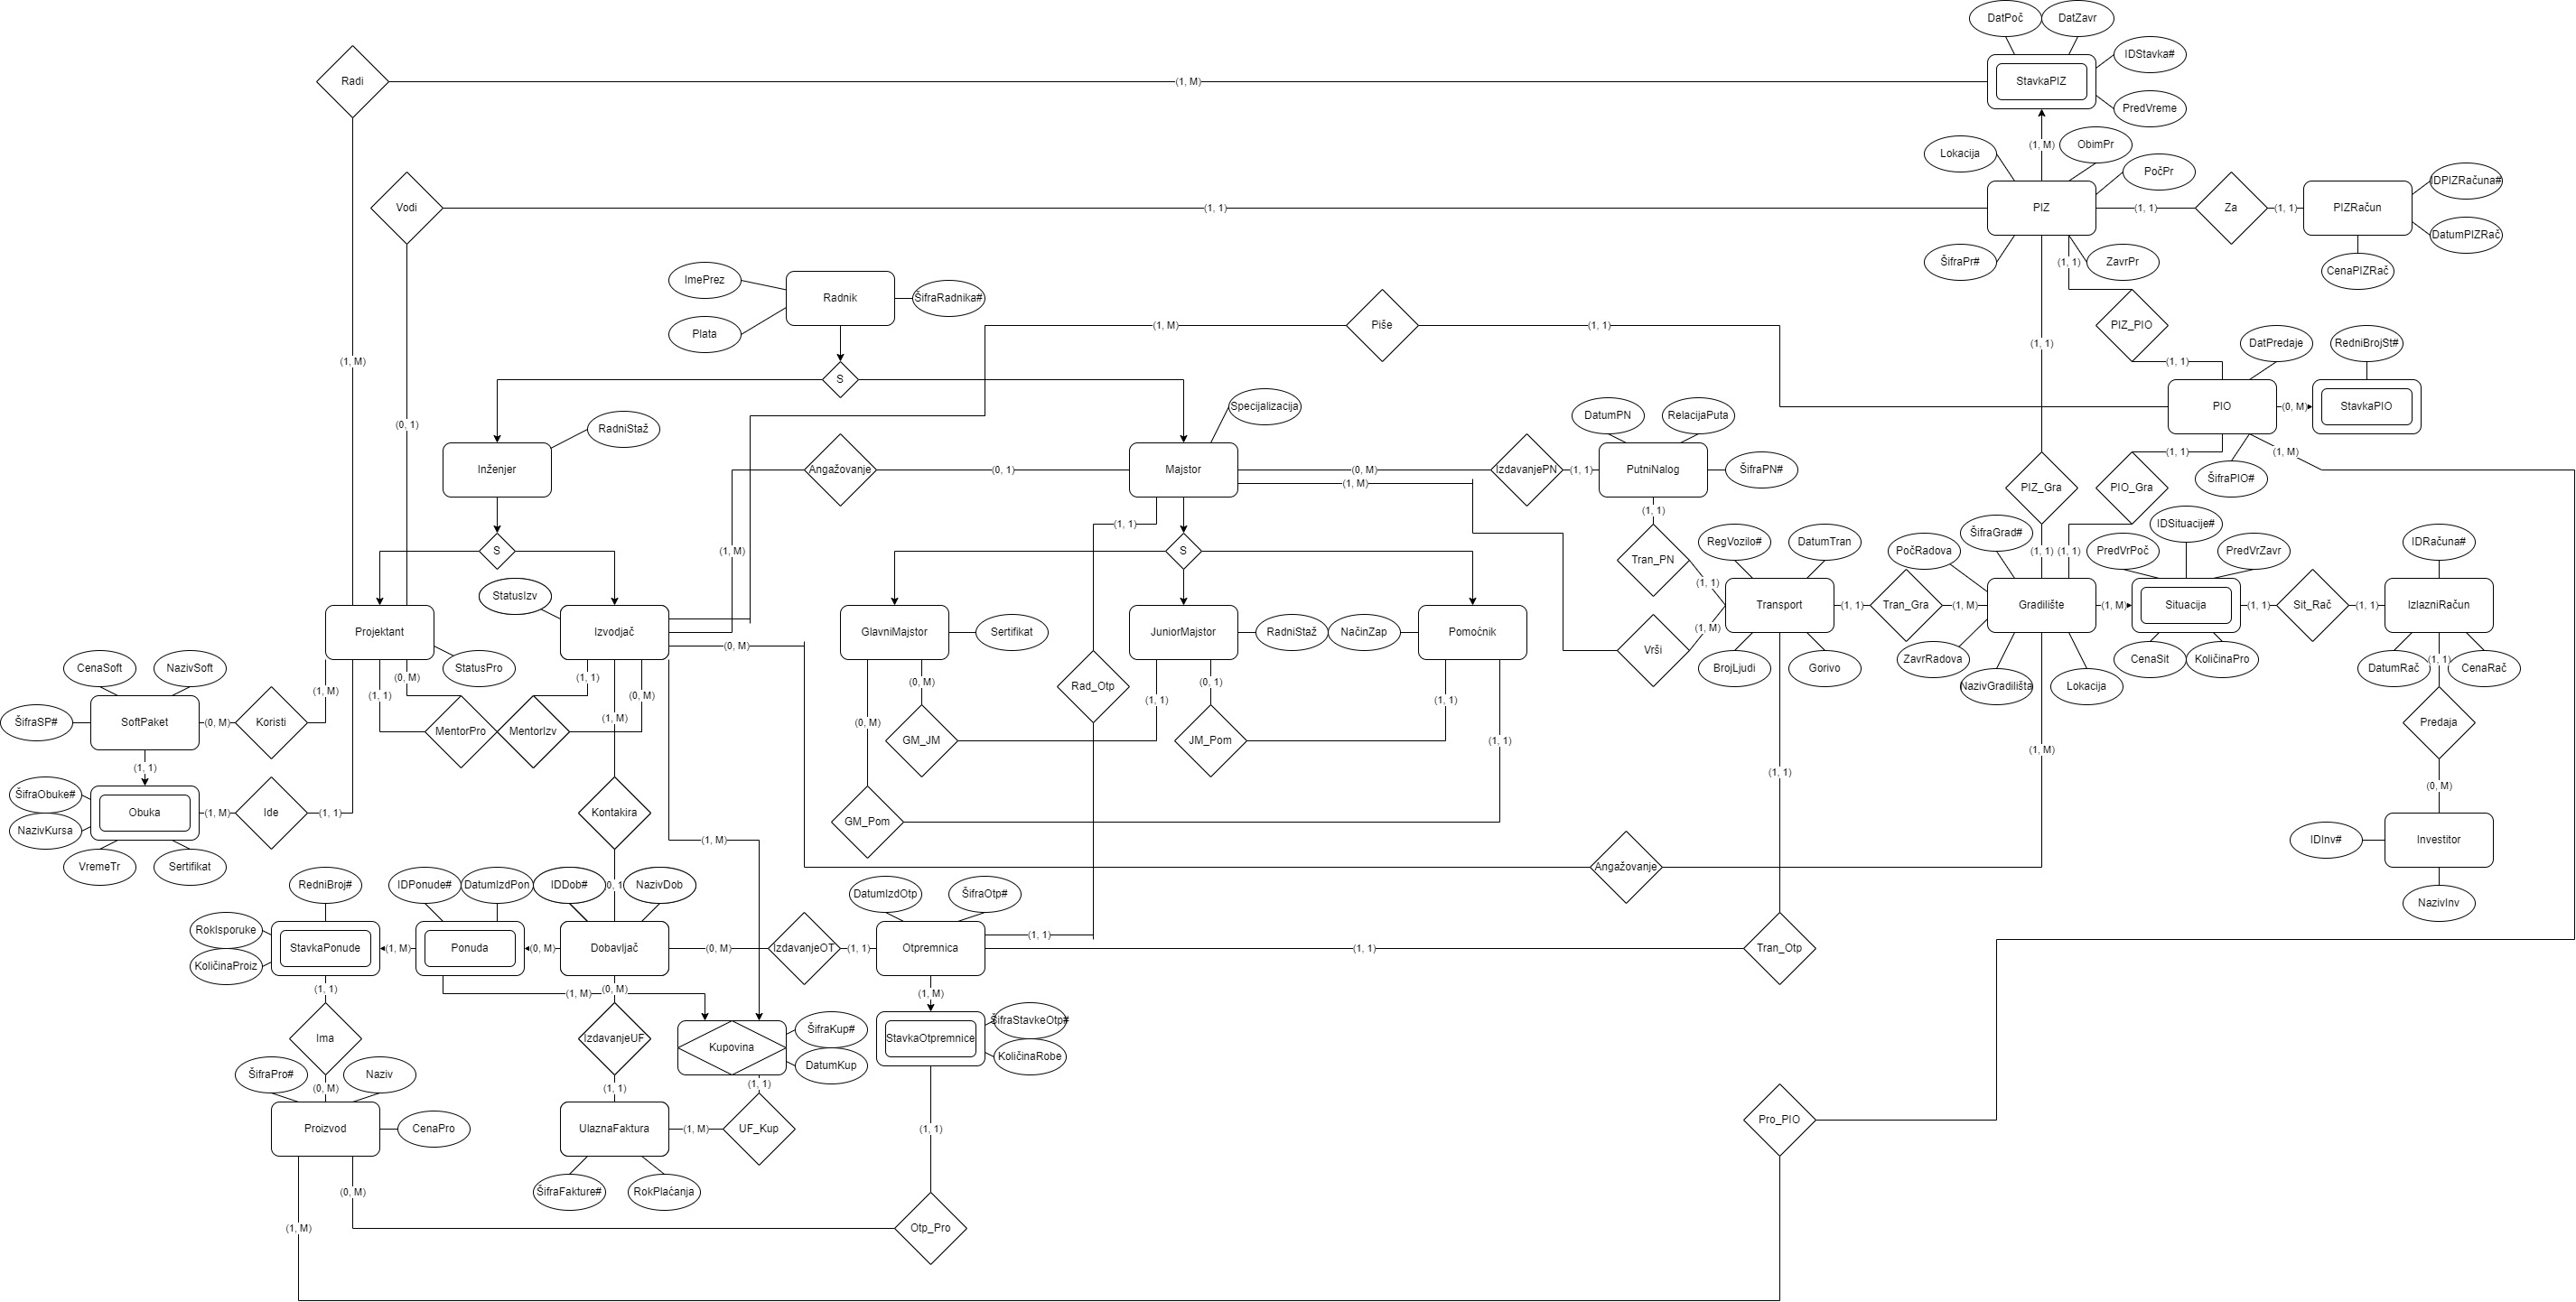 DatPoč
DatZavr
IDStavka#
StavkaPIZ
PredVreme
Radi
(1, M)
(1, M)
ObimPr
Lokacija
PočPr
IDPIZRačuna#
Vodi
(1, 1)
PIZ
(1, 1)
Za
(1, 1)
PIZRačun
DatumPIZRač
ŠifraPr#
(1, 1)
ZavrPr
CenaPIZRač
ImePrez
Radnik
ŠifraRadnika#
Plata
(1, M)
Piše
(1, 1)
PIZ_PIO
(1, 1)
DatPredaje
RedniBrojSt#
(1, M)
(1, 1)
S
PIO
(0, M)
StavkaPIO
Specijalizacija
DatumPN
RelacijaPuta
(0, 1)
RadniStaž
(1, 1)
(1, M)
Inženjer
Angažovanje
(0, 1)
Majstor
(0, M)
IzdavanjePN
(1, 1)
PutniNalog
ŠifraPN#
ŠifraPIO#
(1, M)
PIZ_Gra
PIO_Gra
(1, 1)
(1, 1)
ŠifraGrad#
IDSituacije#
S
(1, M)
S
Tran_PN
RegVozilo#
DatumTran
PočRadova
(1, 1)
(1, 1)
PredVrPoč
PredVrZavr
IDRačuna#
StatusIzv
(1, 1)
Transport
(1, 1)
Tran_Gra
(1, M)
Gradilište
(1, M)
Situacija
(1, 1)
Sit_Rač
(1, 1)
IzlazniRačun
Projektant
Izvodjač
GlavniMajstor
Sertifikat
JuniorMajstor
RadniStaž
NačinZap
Pomoćnik
(1, M)
(0, M)
Vrši
ZavrRadova
CenaSit
KoličinaPro
(1, 1)
CenaSoft
NazivSoft
StatusPro
BrojLjudi
Gorivo
DatumRač
CenaRač
(0, M)
(1, 1)
(0, M)
(0, 1)
Rad_Otp
NazivGradilišta
Lokacija
(1, M)
(1, 1)
(0, M)
(1, 1)
(1, 1)
ŠifraSP#
SoftPaket
(0, M)
Koristi
(1, M)
(0, M)
Predaja
MentorPro
MentorIzv
GM_JM
JM_Pom
(1, 1)
(1, M)
(1, 1)
(1, 1)
(0, M)
ŠifraObuke#
Obuka
(1, M)
Ide
(1, 1)
Kontakira
GM_Pom
NazivKursa
(1, M)
IDInv#
Investitor
VremeTr
Sertifikat
Angažovanje
RedniBroj#
IDPonude#
DatumIzdPon
IDDob#
0, 1
NazivDob
DatumIzdOtp
ŠifraOtp#
NazivInv
RokIsporuke
(1, 1)
StavkaPonude
(1, M)
Ponuda
(0, M)
Dobavljač
(0, M)
IzdavanjeOT
(1, 1)
Otpremnica
(1, 1)
Tran_Otp
KoličinaProiz
(1, 1)
(1, M)
(0, M)
(1, M)
ŠifraStavkeOtp#
Ima
IzdavanjeUF
Kupovina
ŠifraKup#
StavkaOtpremnice
KoličinaRobe
DatumKup
ŠifraPro#
Naziv
(0, M)
(1, 1)
(1, 1)
Pro_PIO
Proizvod
CenaPro
UlaznaFaktura
(1, M)
UF_Kup
(1, 1)
(0, M)
ŠifraFakture#
RokPlaćanja
(1, M)
Otp_Pro